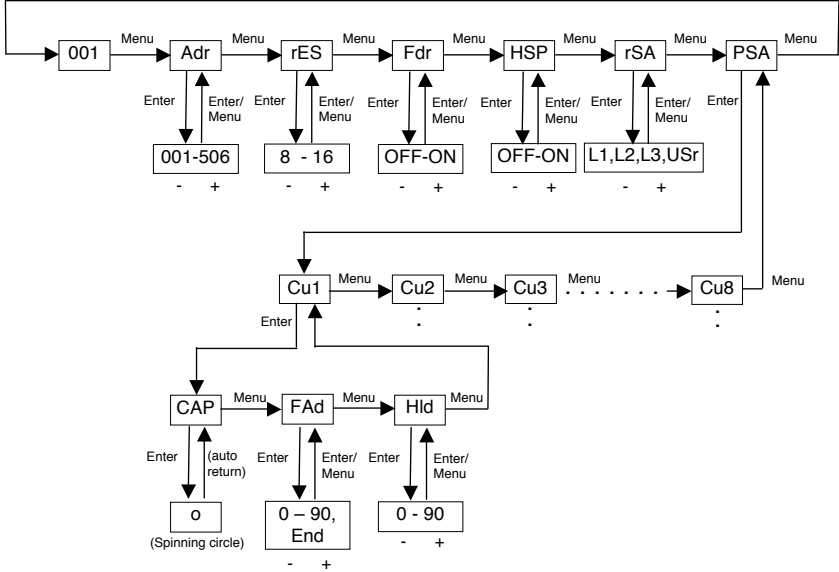 001 Menu Adr Menu rES Menu Fdr Menu HSP Menu rSA Menu PSA Menu
Enter Enter/ Enter Enter/ Enter Enter/ Enter Enter/ Enter Enter/ Enter
Menu Menu Menu Menu Menu
001-506 8 - 16 OFF-ON OFF-ON L1,L2,L3,USr
- + - + - + - + - +
Cu1 Menu Cu2 Menu Cu3 Menu . . . . . . . Cu8 Menu
Enter
CAP Menu FAd Menu Hld Menu
Enter (auto Enter Enter/ Enter Enter/
return) Menu Menu
o 0 – 90, 0 - 90
End
(Spinning circle) - +
- +